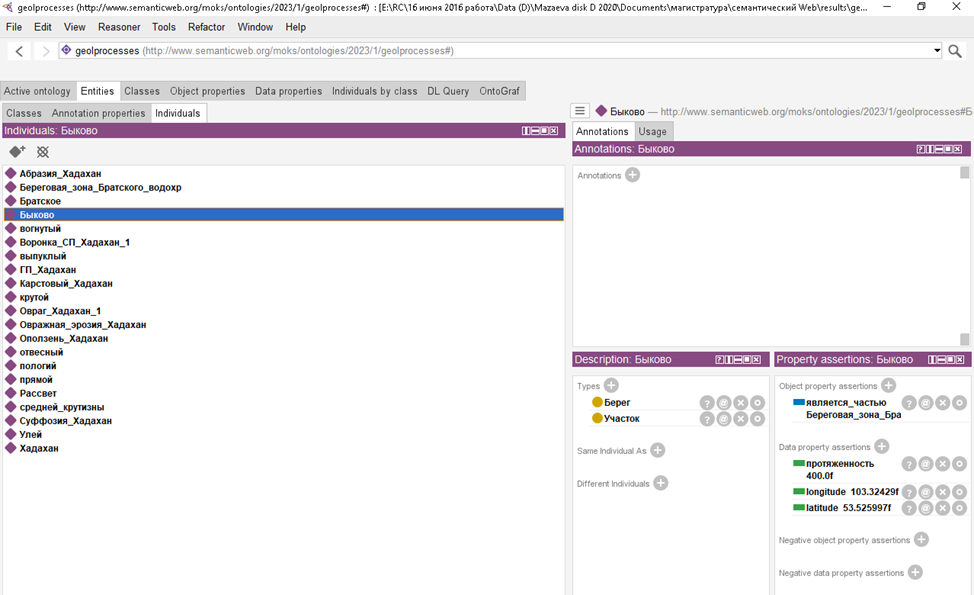 geolprocesses (http://www.semanticweb.org/moks/ontologies/2023/1/geolprocesses#) : [E:\RC\16 июня 2016 работа\Data (D)\Mazaeva disk D 2020\Documents\магистратура\семантический Web\results\ge...
File Edit View Reasoner Tools Refactor Window Help
geolprocesses (http://www.semanticweb.org/moks/ontologies/2023/1/geolprocesses#)
Active ontology Entities Classes Object properties Data properties Individuals by class DL Query OntoGraf
Classes Annotation properties Individuals
Individuals: Быково
Абразия_Хадахан
Береговая_зона_Братского_водохр
Братское
Быково
вогнутый
Воронка_СП_Хадахан_1
выпуклый
ГП_Хадахан
Карстовый_Хадахан
крутой
Овраг_Хадахан_1
Овражная_эрозия_Хадахан
Оползень_Хадахан
отвесный
пологий
прямой
Рассвет
средней_крутизны
Суффозия_Хадахан
Улей
Хадахан
Быково — http://www.semanticweb.org/moks/ontologies/2023/1/geolprocesses#Б
Annotations Usage
Annotations: Быково
Annotations
Description: Быково
Types
Берег
Участок
Same Individual As
Different Individuals
Property assertions: Быково
Object property assertions
является_частью
Береговая_зона_Бра
Data property assertions
протяженность
400.0f
longitude 103.32429f
latitude 53.525997f
Negative object property assertions
Negative data property assertions